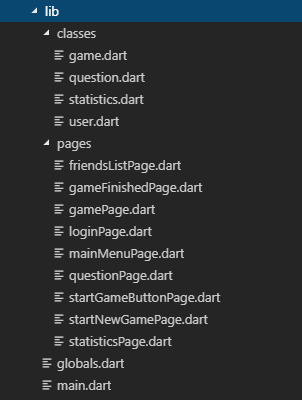 lib
classes
game.dart
question.dart
statistics.dart
user.dart
pages
friendsListPage.dart
gameFinishedPage.dart
gamePage.dart
loginPage.dart
mainMenuPage.dart
questionPage.dart
startGameButtonPage.dart
startNewGamePage.dart
statisticsPage.dart
globals.dart
main.dart